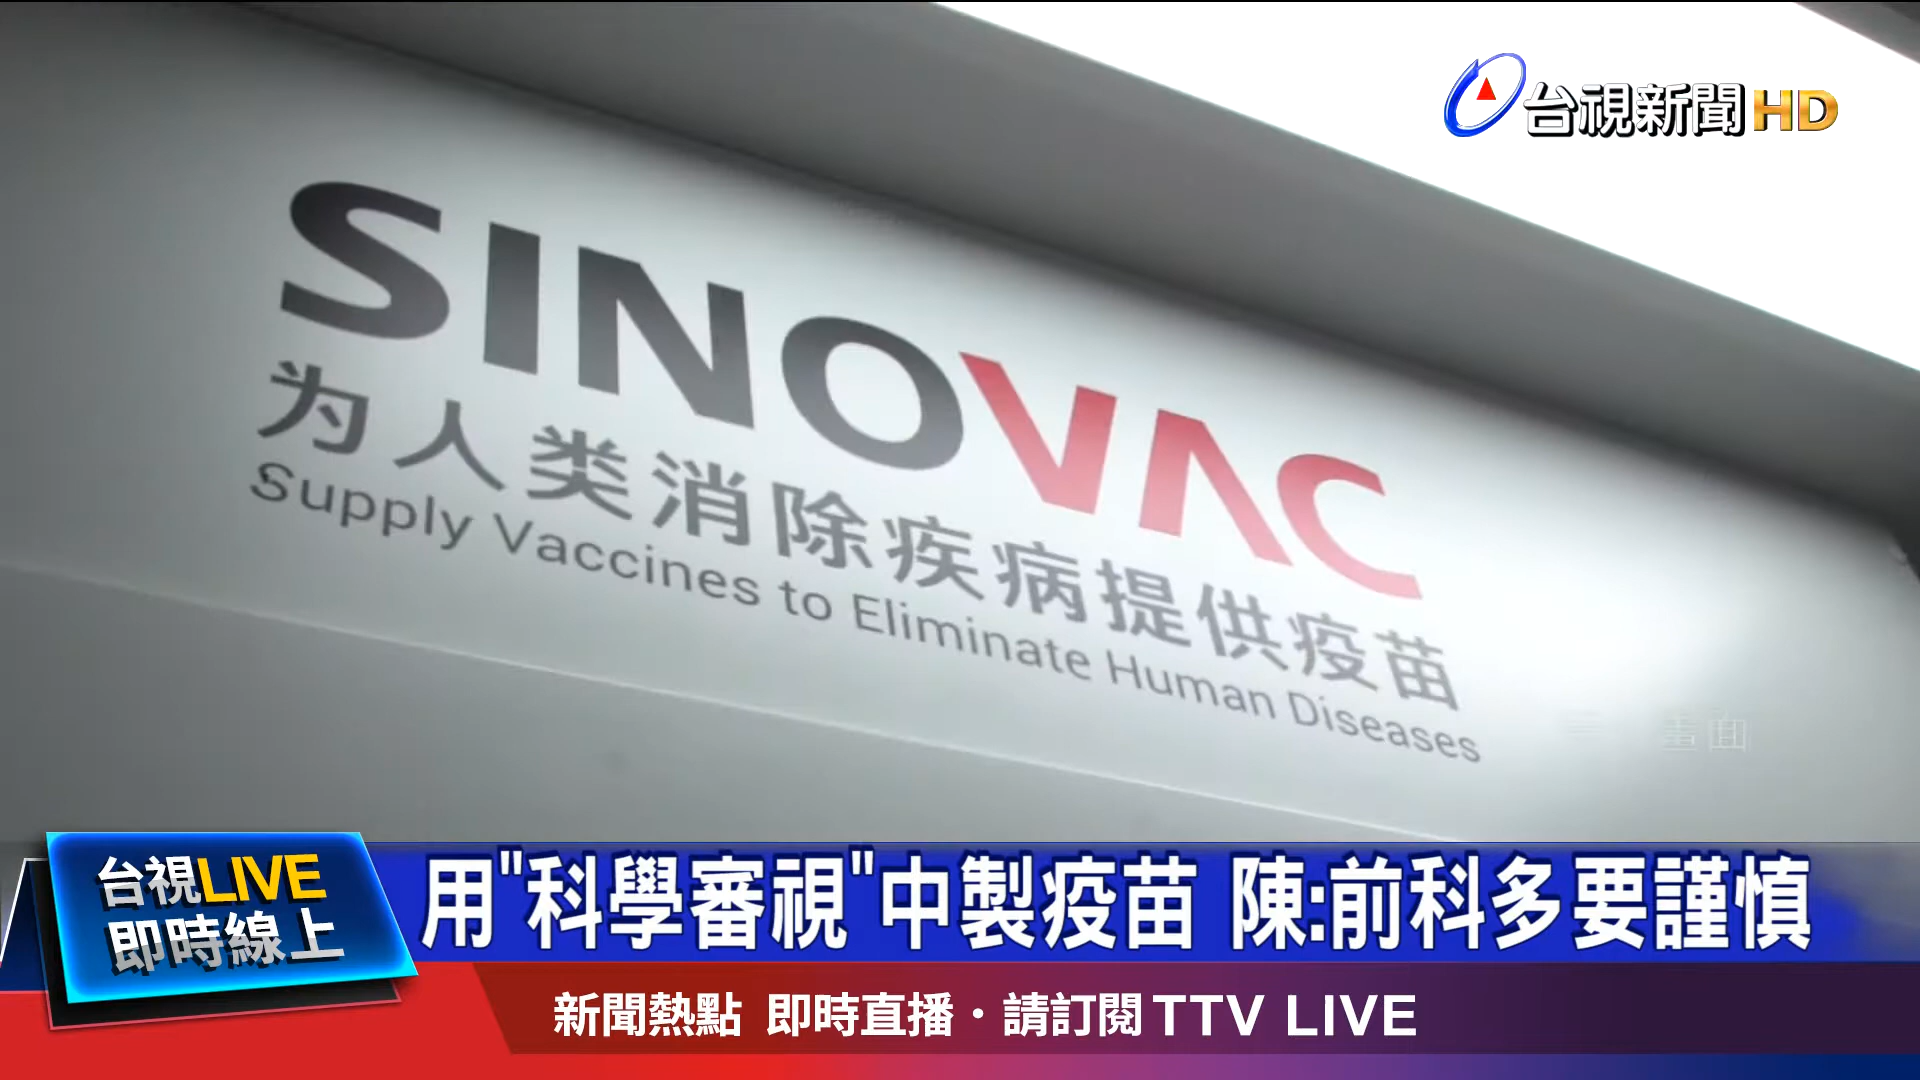 台視新聞HD
SINOVAC
为人类消除疾病提供疫苗
Supply Vaccines to Eliminate Human Diseases
畫面
台視LIVE
即時線上
用"科學審視"中製疫苗 陳:前科多要謹慎
新聞熱點 即時直播·請訂閱TTV LIVE